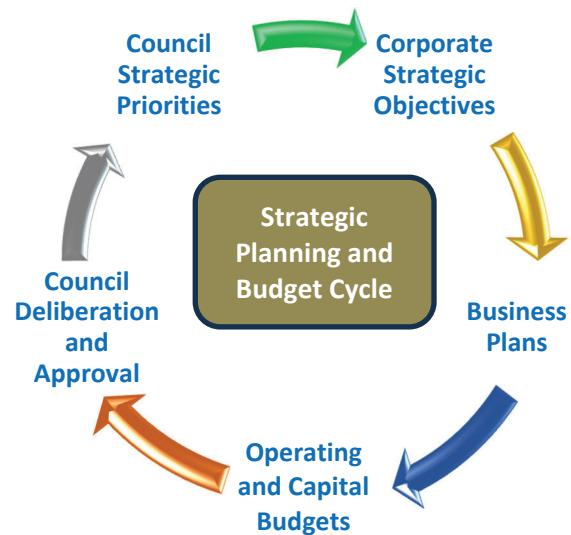 Council
Strategic
Priorities
Corporate
Strategic
Objectives
Strategic
Planning and
Budget Cycle
Business
Plans
Operating
and Capital
Budgets
Council
Deliberation
and
Approval